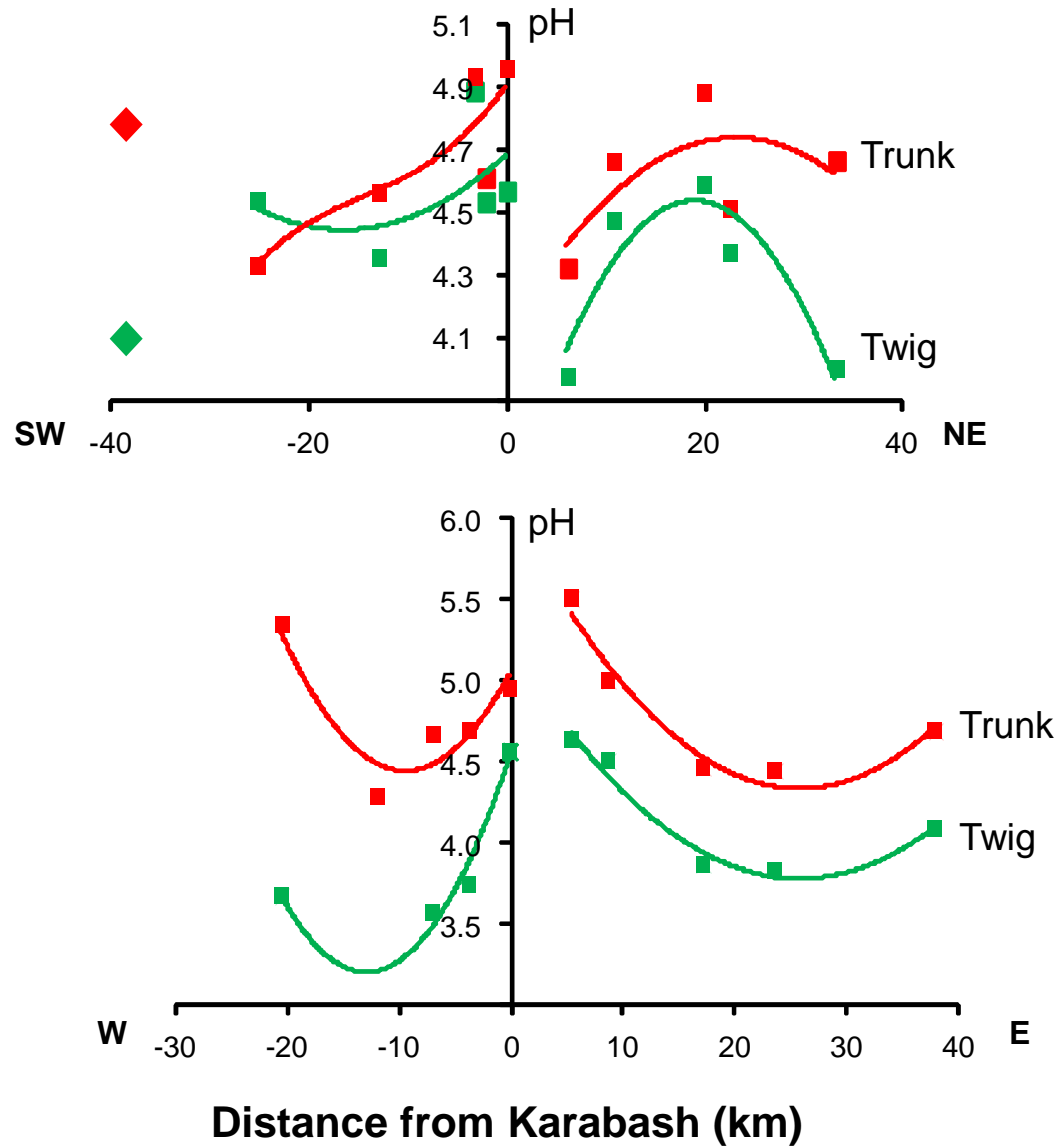 5.1 pH
4.9
4.7
Trunk
4.5
4.3
Twig
4.1
SW -40 -20 0 20 40 NE
6.0 pH
5.5
5.0
Trunk
4.5
Twig
4.0
3.5
W -30 -20 -10 0 10 20 30 40 E
Distance from Karabash (km)